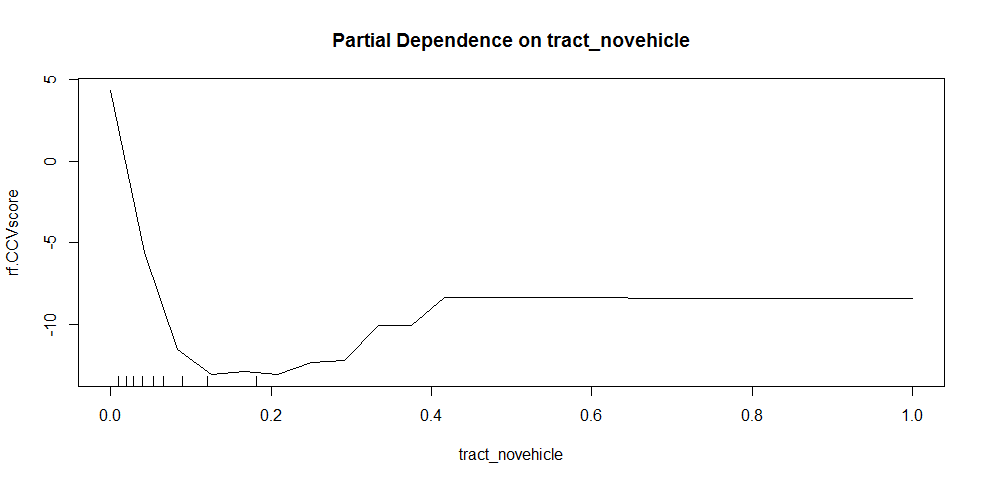 Partial Dependence on tract_novehicle
rf.CCVscore
5
0
-5
-10
0.0 0.2 0.4 0.6 0.8 1.0
tract_novehicle